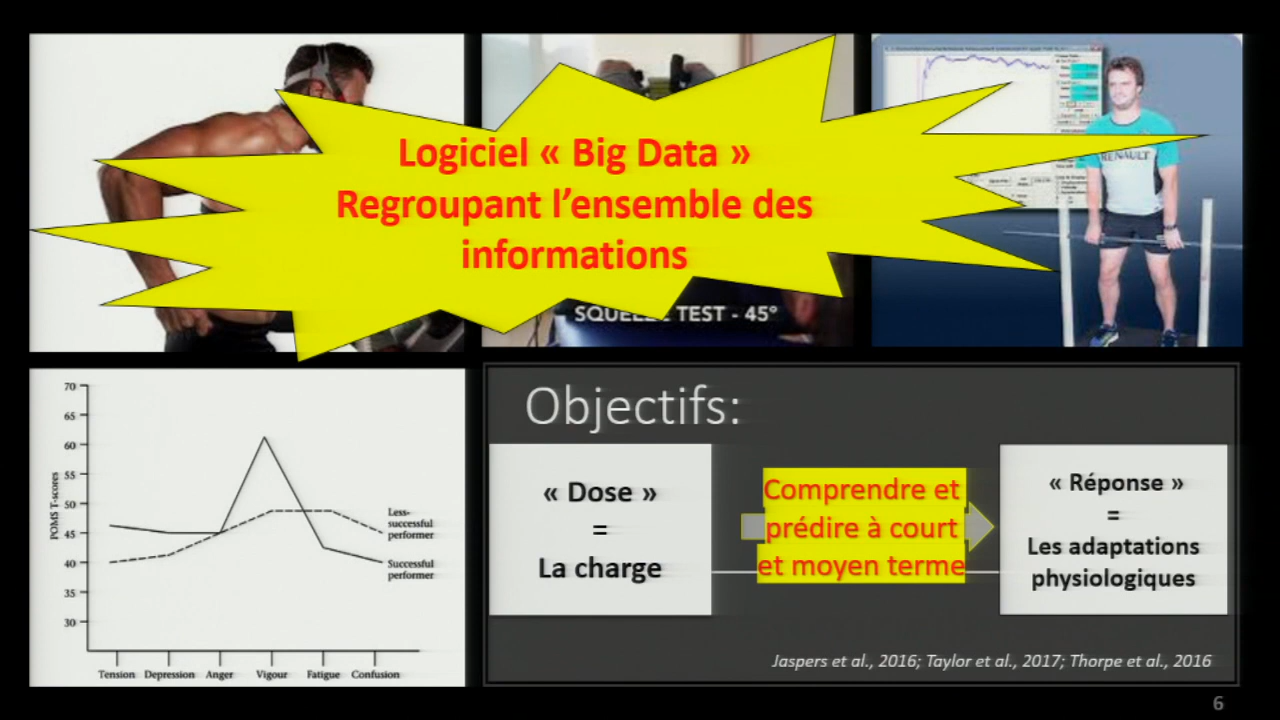 Logiciel « Big Data »
Regroupant l’ensemble des
informations
RENAULT
TEST - 45°
70
65
60
55
50
45
40
35
30
POMS T-scores
Less-
successful
performer
Successful
performer
Tension Depression Anger Vigour Fatigue Confusion
Objectifs:
« Dose »
=
La charge
Comprendre et
prédire à court
et moyen terme
« Réponse »
=
Les adaptations
physiologiques
Jaspers et al., 2016; Taylor et al., 2017; Thorpe et al., 2016
6